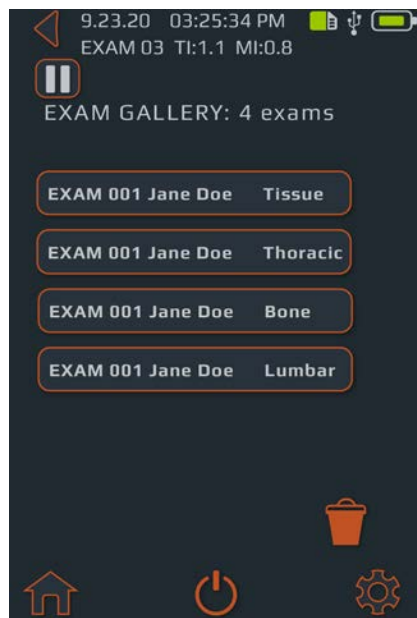 9.23.20 03:25:34 PM
EXAM 03 TI:1.1 MI:0.8
EXAM GALLERY: 4 exams
EXAM 001 Jane Doe Tissue
EXAM 001 Jane Doe Thoracic
EXAM 001 Jane Doe Bone
EXAM 001 Jane Doe Lumbar